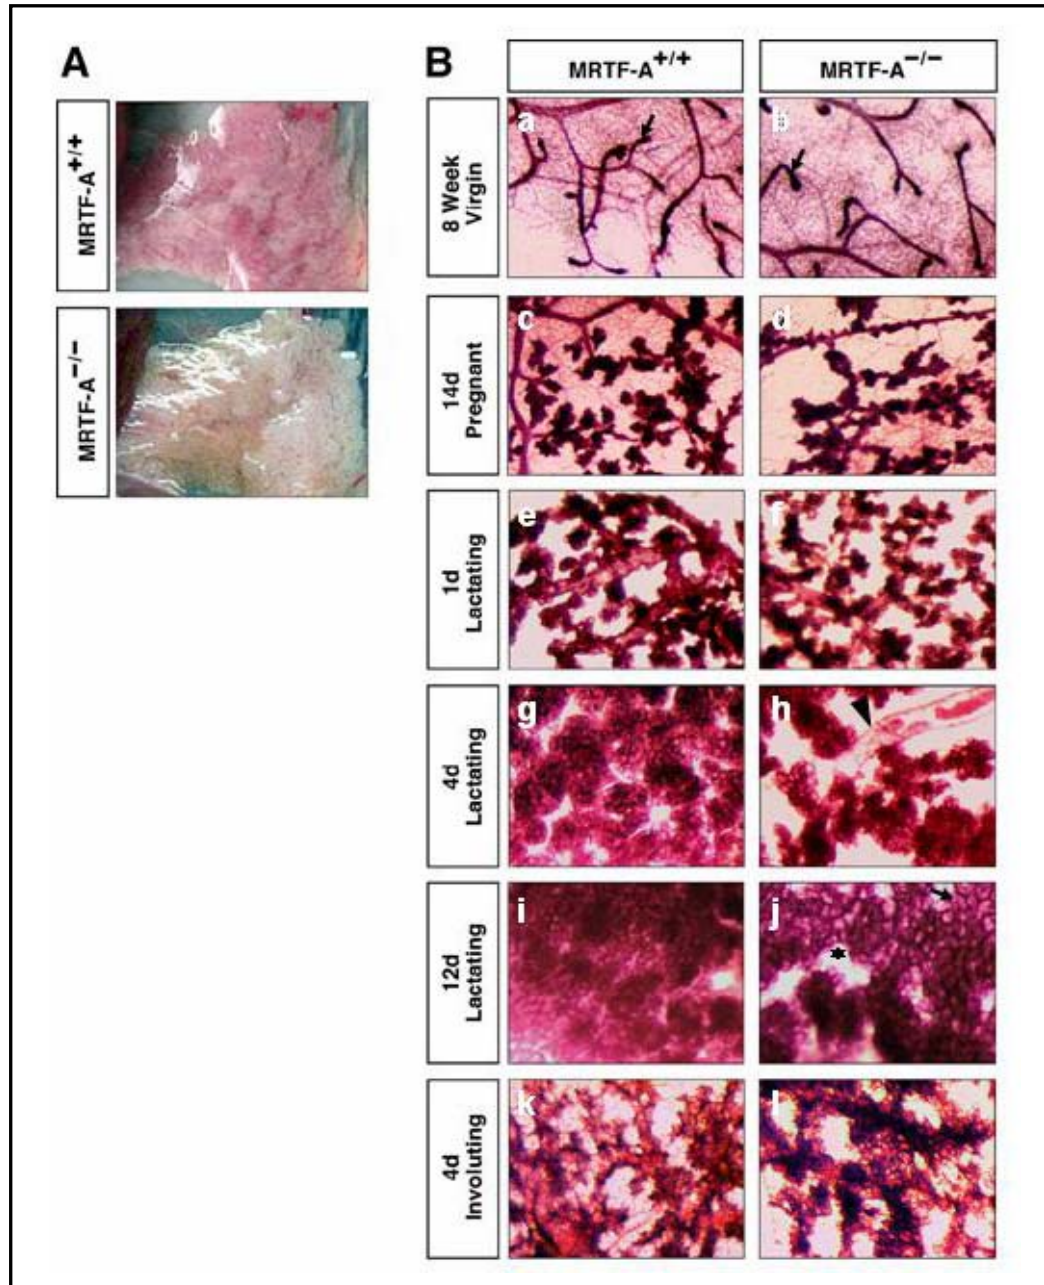 A
MRTF-A+/+
MRTF-A−/−
B
MRTF-A+/+
MRTF-A−/−
8 Week
Virgin
a
b
14d
Pregnant
c
d
1d
Lactating
e
f
4d
Lactating
g
h
12d
Lactating
i
j
4d
Involuting
k
l